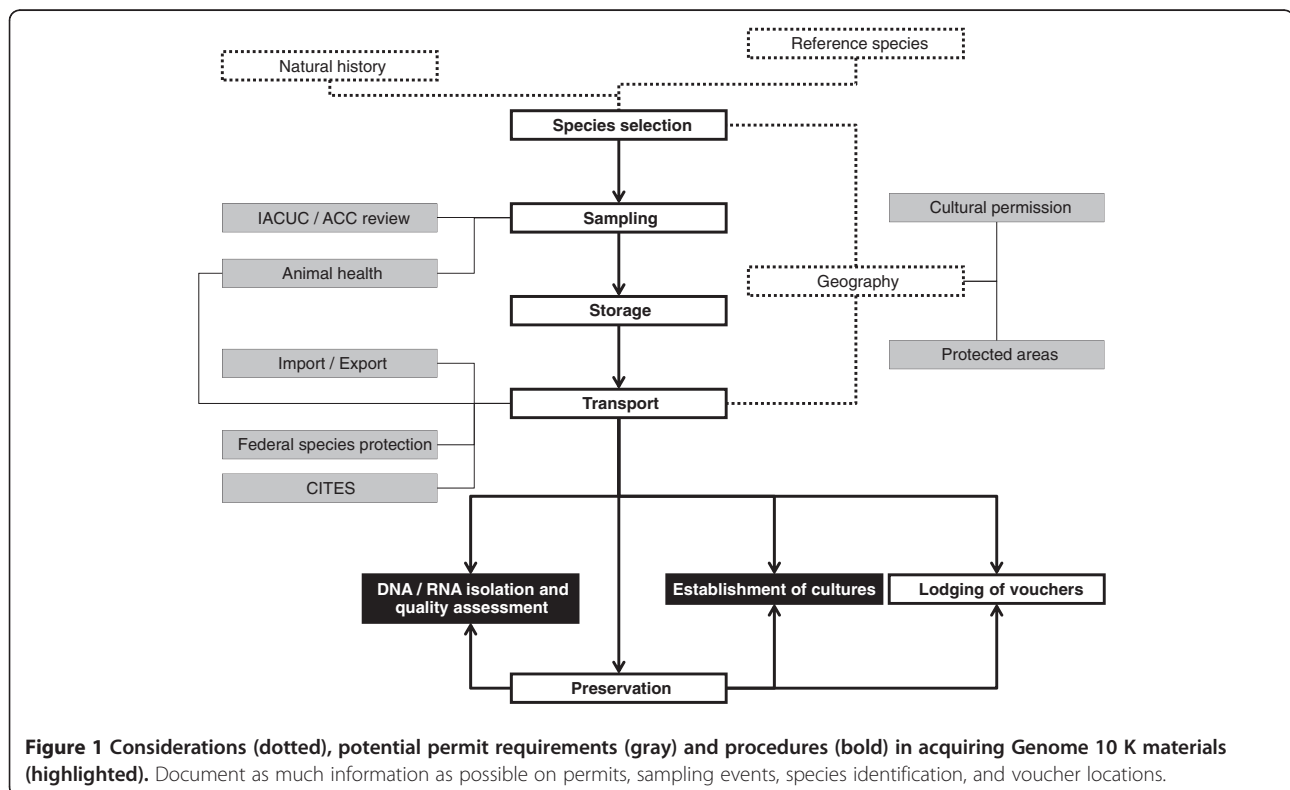 Reference species
Natural history
Species selection
IACUC / ACC review
Sampling
Cultural permission
Animal health
Geography
Storage
Import / Export
Protected areas
Transport
Federal species protection
CITES
DNA / RNA isolation and
quality assessment
Establishment of cultures
Lodging of vouchers
Preservation
Figure 1 Considerations (dotted), potential permit requirements (gray) and procedures (bold) in acquiring Genome 10 K materials
(highlighted). Document as much information as possible on permits, sampling events, species identification, and voucher locations.